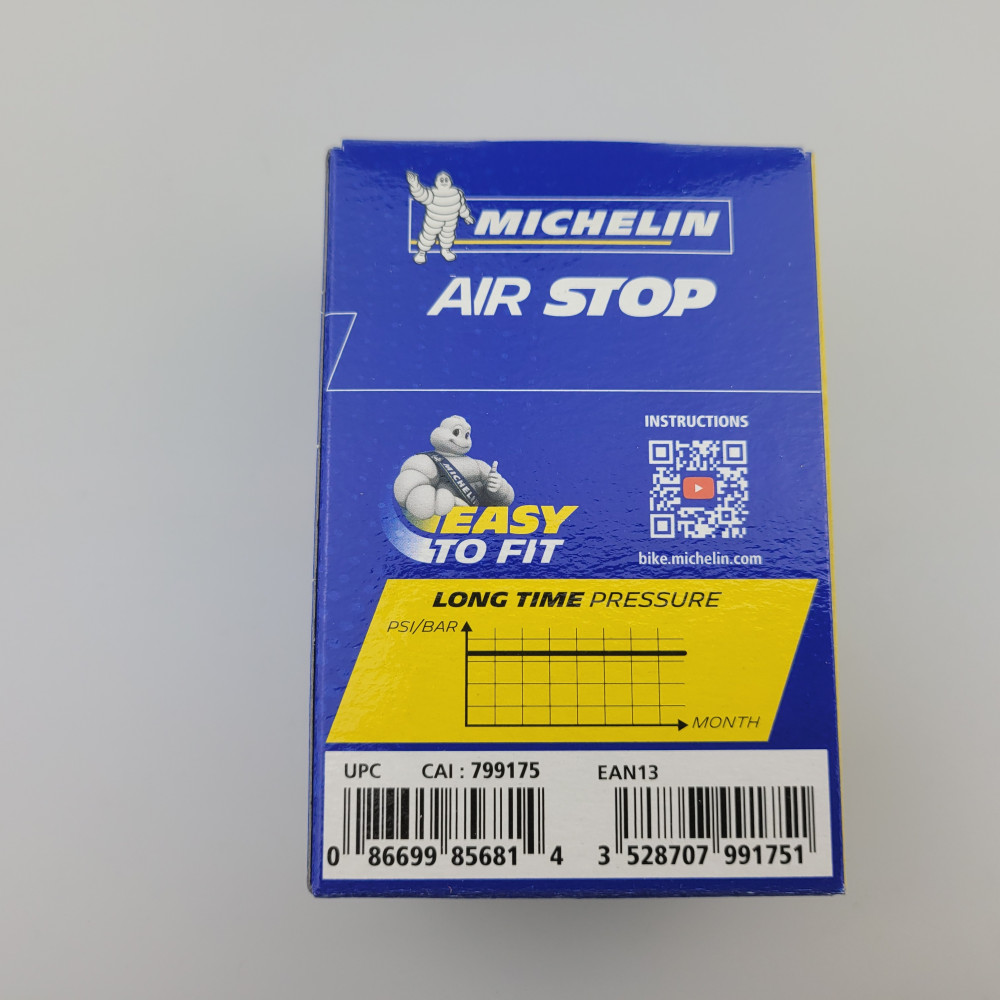 MICHELIN
AIR STOP
INSTRUCTIONS
MICHELIN
EASY
TO FIT
bike.michelin.com
LONG TIME PRESSURE
PSI/BAR
MONTH
UPC CAI : 799175 EAN13
0 86699 85681 4 3 528707 991751